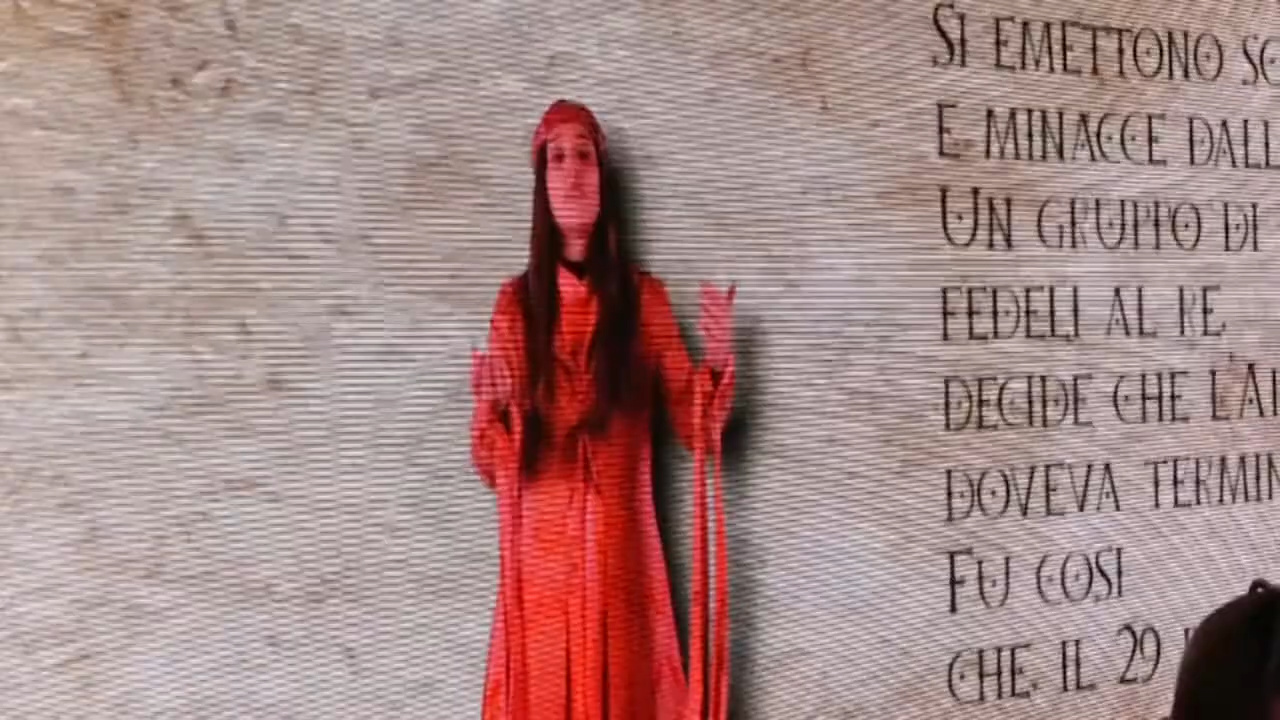 SI EMETTONO
E MINACCE DALL
UN GRUPPO DI
FEDELI AL RE
DECIDE CHE L'A
DOVEVA TERMIN
FU COSI
CHE IL 29